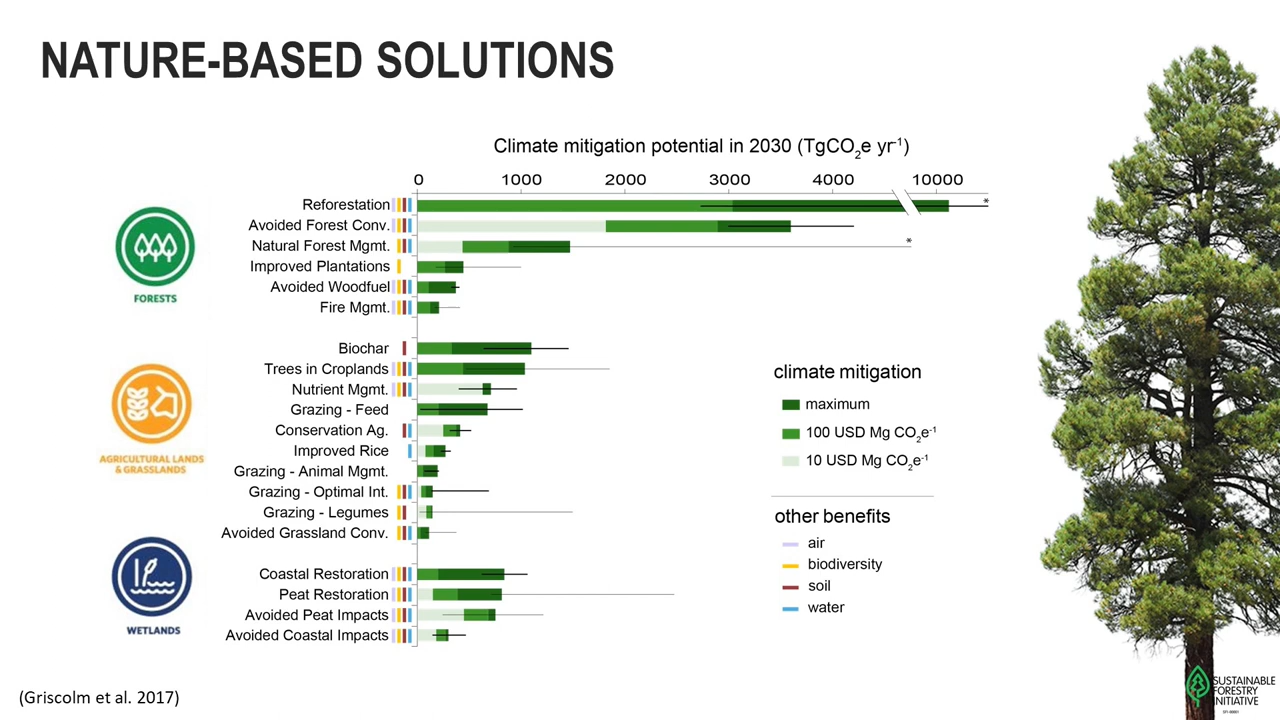 NATURE-BASED SOLUTIONS
Climate mitigation potential in 2030 (TgCO₂e yr⁻¹)
0 1000 2000 3000 4000 10000
Reforestation
*
Avoided Forest Conv.
Natural Forest Mgmt.
*
Improved Plantations
Avoided Woodfuel
Fire Mgmt.
FORESTS
Biochar
Trees in Croplands
Nutrient Mgmt.
Grazing - Feed
Conservation Ag.
Improved Rice
Grazing - Animal Mgmt.
Grazing - Optimal Int.
Grazing - Legumes
Avoided Grassland Conv.
AGRICULTURAL LANDS
& GRASSLANDS
Coastal Restoration
Peat Restoration
Avoided Peat Impacts
Avoided Coastal Impacts
WETLANDS
climate mitigation
maximum
100 USD Mg CO₂e⁻¹
10 USD Mg CO₂e⁻¹
other benefits
air
biodiversity
soil
water
(Griscolm et al. 2017)
SUSTAINABLE
FORESTRY
INITIATIVE
SFI-00001